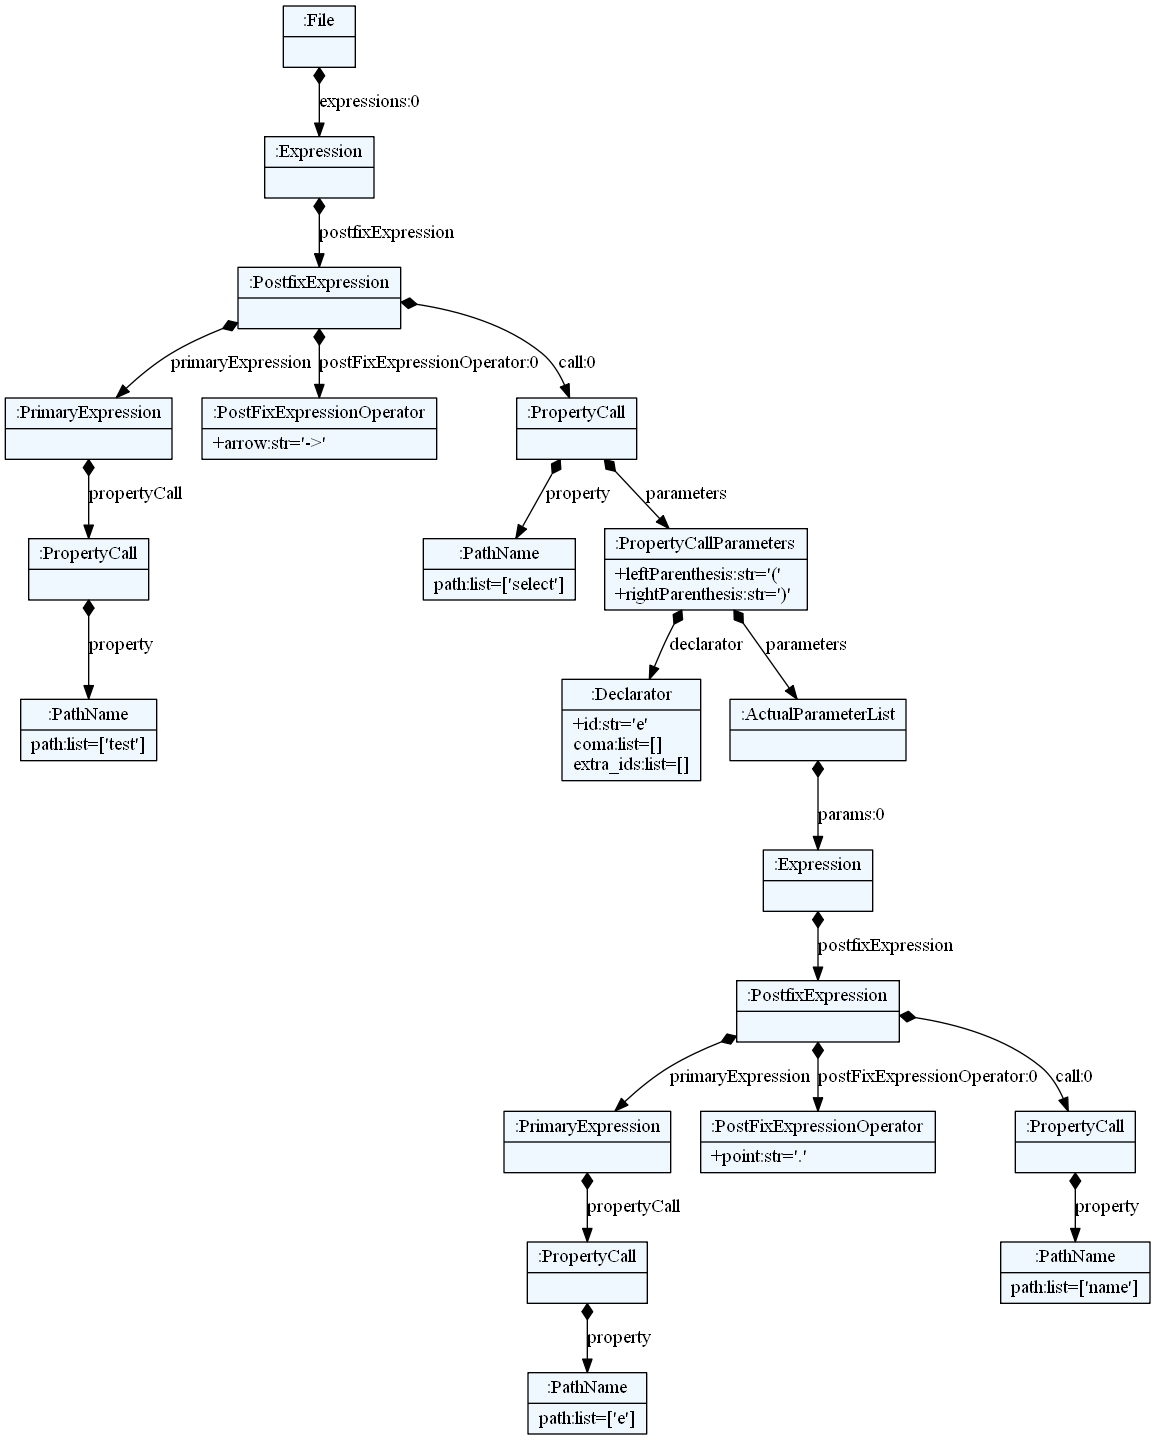 :File
expressions:0
:Expression
postfixExpression
:PostfixExpression
primaryExpression
postFixExpressionOperator:0
call:0
:PrimaryExpression
:PostFixExpressionOperator
+arrow:str='->'
:PropertyCall
propertyCall
property
parameters
:PropertyCall
:PathName
path:list=['select']
:PropertyCallParameters
+leftParenthesis:str='('
+rightParenthesis:str=')'
property
declarator
parameters
:PathName
path:list=['test']
:Declarator
+id:str='e'
coma:list=[]
extra_ids:list=[]
:ActualParameterList
params:0
:Expression
postfixExpression
:PostfixExpression
primaryExpression
postFixExpressionOperator:0
call:0
:PrimaryExpression
:PostFixExpressionOperator
+point:str='.'
:PropertyCall
propertyCall
property
:PropertyCall
:PathName
path:list=['name']
property
:PathName
path:list=['e']